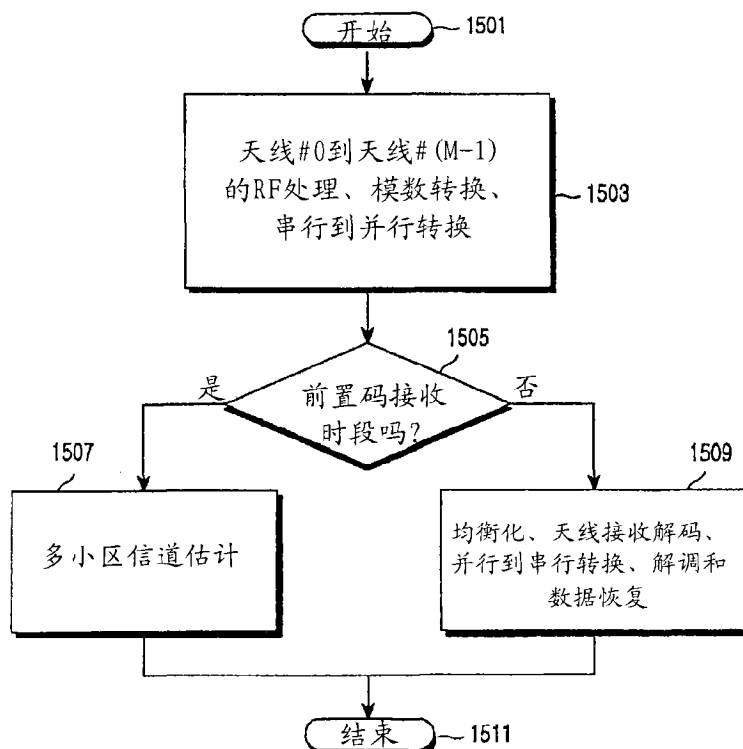 开始
1501
天线#0到天线#(M-1)
的RF处理、模数转换、
串行到并行转换
1503
1505
是
前置码接收
时段吗?
否
1507
多小区信道估计
1509
均衡化、天线接收解码、
并行到串行转换、解调和
数据恢复
结束
1511